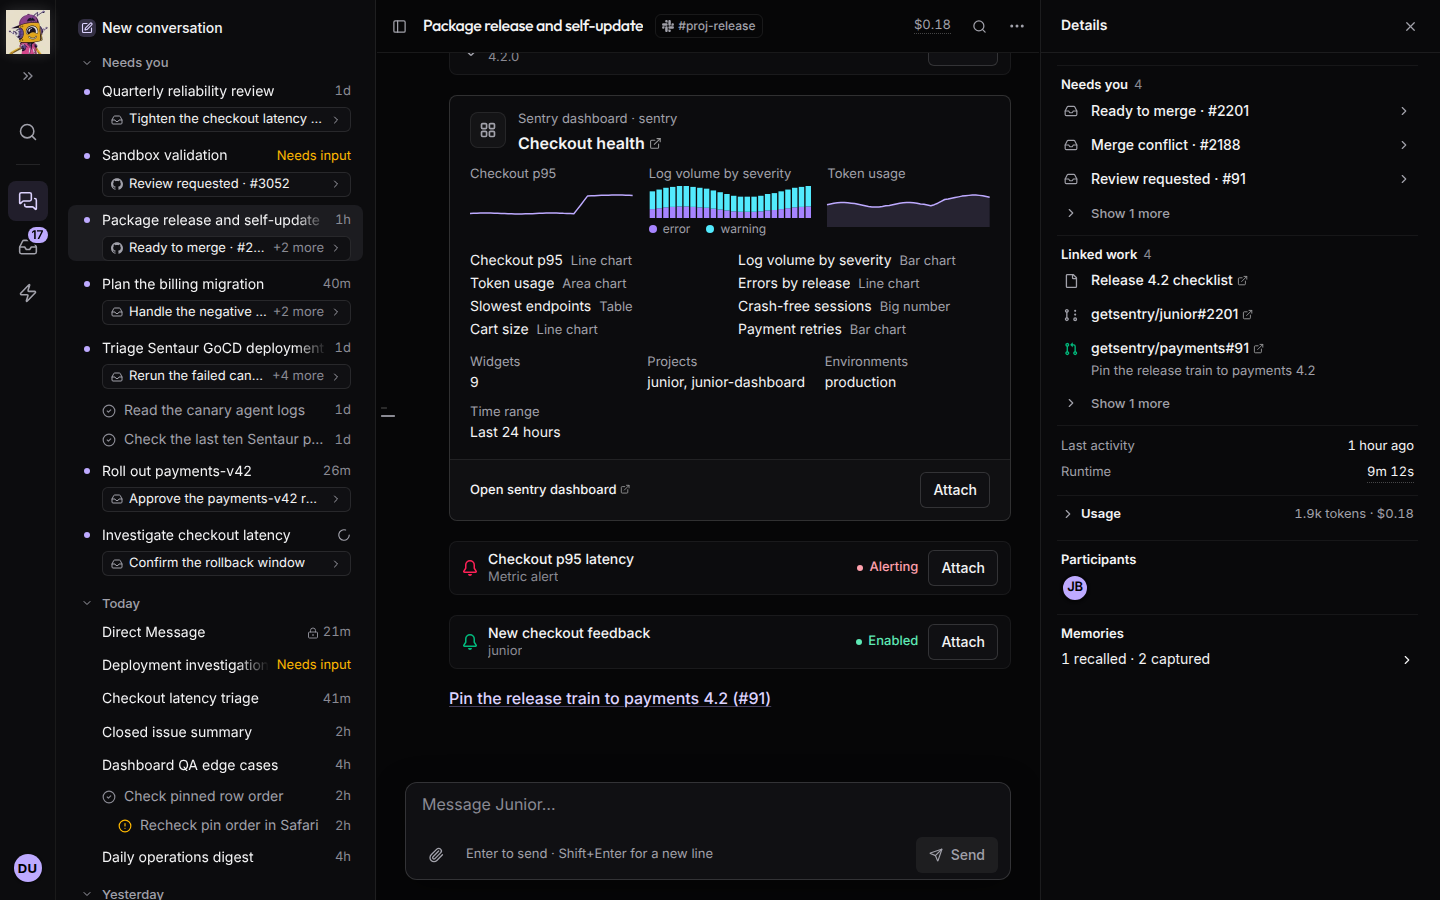 New conversation
Needs you
Quarterly reliability review 1d
Tighten the checkout latency ...
Sandbox validation Needs input
Review requested · #3052
Package release and self-update 1h
Ready to merge · #2... +2 more
17
Plan the billing migration 40m
Handle the negative ... +2 more
Triage Sentaur GoCD deployment 1d
Rerun the failed can... +4 more
Read the canary agent logs 1d
Check the last ten Sentaur p... 1d
Roll out payments-v42 26m
Approve the payments-v42 r...
Investigate checkout latency
Confirm the rollback window
Today
Direct Message 21m
Deployment investigation Needs input
Checkout latency triage 41m
Closed issue summary 2h
Dashboard QA edge cases 4h
Check pinned row order 2h
Recheck pin order in Safari 2h
Daily operations digest 4h
DU
Yesterday
Package release and self-update #proj-release $0.18
4.2.0
Sentry dashboard · sentry
Checkout health
Checkout p95 Log volume by severity Token usage
error warning
Checkout p95 Line chart Log volume by severity Bar chart
Token usage Area chart Errors by release Line chart
Slowest endpoints Table Crash-free sessions Big number
Cart size Line chart Payment retries Bar chart
Widgets Projects Environments
9 junior, junior-dashboard production
Time range
Last 24 hours
Open sentry dashboard Attach
Checkout p95 latency
Metric alert
Alerting Attach
New checkout feedback
junior
Enabled Attach
Pin the release train to payments 4.2 (#91)
Message Junior...
Enter to send · Shift+Enter for a new line Send
Details
Needs you 4
Ready to merge · #2201
Merge conflict · #2188
Review requested · #91
Show 1 more
Linked work 4
Release 4.2 checklist
getsentry/junior#2201
getsentry/payments#91
Pin the release train to payments 4.2
Show 1 more
Last activity 1 hour ago
Runtime 9m 12s
Usage 1.9k tokens · $0.18
Participants
JB
Memories
1 recalled · 2 captured